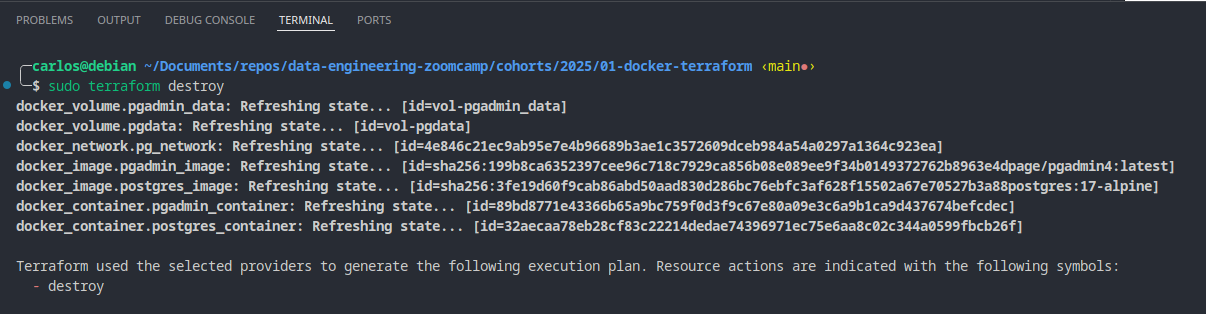 PROBLEMS OUTPUT DEBUG CONSOLE TERMINAL PORTS
carlos@debian ~/Documents/repos/data-engineering-zoomcamp/cohorts/2025/01-docker-terraform ‹main●›
$ sudo terraform destroy
docker_volume.pgadmin_data: Refreshing state... [id=vol-pgadmin_data]
docker_volume.pgdata: Refreshing state... [id=vol-pgdata]
docker_network.pg_network: Refreshing state... [id=4e846c21ec9ab95e7e4b96689b3ae1c3572609dceb984a54a0297a1364c923ea]
docker_image.pgadmin_image: Refreshing state... [id=sha256:199b8ca6352397cee96c718c7929ca856b08e089ee9f34b0149372762b8963e4dpage/pgadmin4:latest]
docker_image.postgres_image: Refreshing state... [id=sha256:3fe19d60f9cab86abd50aad830d286bc76ebfc3af628f15502a67e70527b3a88postgres:17-alpine]
docker_container.pgadmin_container: Refreshing state... [id=89bd8771e43366b65a9bc759f0d3f9c67e80a09e3c6a9b1ca9d437674befcdec]
docker_container.postgres_container: Refreshing state... [id=32aecaa78eb28cf83c22214dedae74396971ec75e6aa8c02c344a0599fbcb26f]
Terraform used the selected providers to generate the following execution plan. Resource actions are indicated with the following symbols:
- destroy